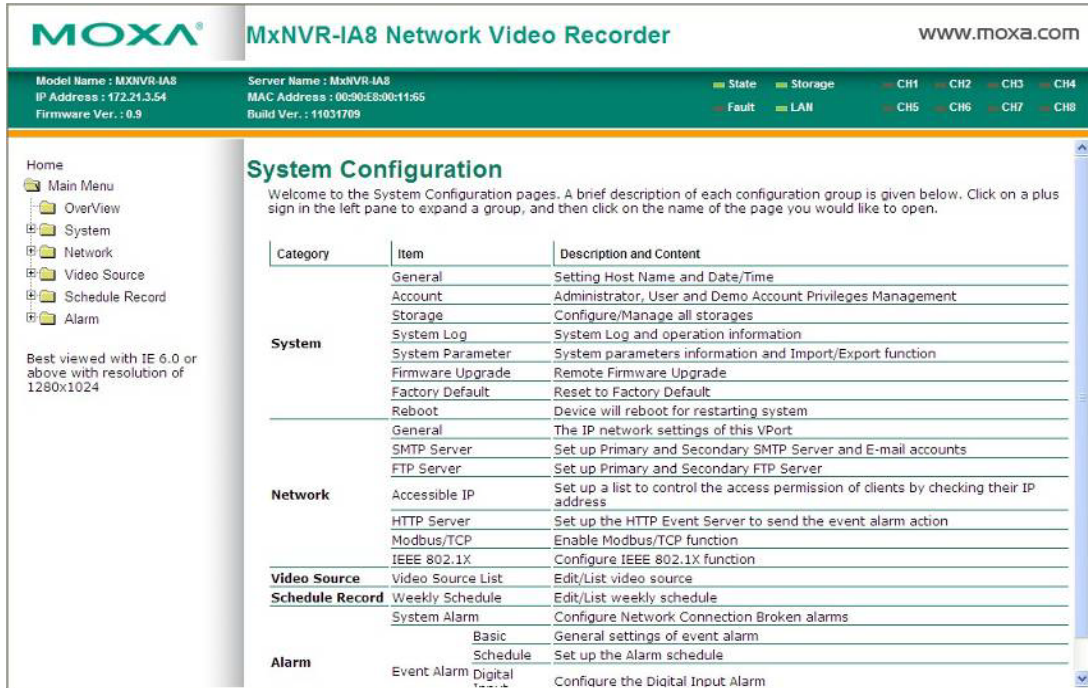 MOXA® MxNVR-IA8 Network Video Recorder www.moxa.com
Model Name : MXNVR-IA8 Server Name : MxNVR-IA8 State Storage CH1 CH2 CH3 CH4
IP Address : 172.21.3.54 MAC Address : 00:90:E8:00:11:65
Firmware Ver. : 0.9 Build Ver. : 11031709 Fault LAN CH5 CH6 CH7 CH8
Home
Main Menu
OverView
System
Network
Video Source
Schedule Record
Alarm
Best viewed with IE 6.0 or
above with resolution of
1280x1024
System Configuration
Welcome to the System Configuration pages. A brief description of each configuration group is given below. Click on a plus
sign in the left pane to expand a group, and then click on the name of the page you would like to open.
Category Item Description and Content
System
General Setting Host Name and Date/Time
Account Administrator, User and Demo Account Privileges Management
Storage Configure/Manage all storages
System Log System Log and operation information
System Parameter System parameters information and Import/Export function
Firmware Upgrade Remote Firmware Upgrade
Factory Default Reset to Factory Default
Reboot Device will reboot for restarting system
Network
General The IP network settings of this VPort
SMTP Server Set up Primary and Secondary SMTP Server and E-mail accounts
FTP Server Set up Primary and Secondary FTP Server
Accessible IP Set up a list to control the access permission of clients by checking their IP
address
HTTP Server Set up the HTTP Event Server to send the event alarm action
Modbus/TCP Enable Modbus/TCP function
IEEE 802.1X Configure IEEE 802.1X function
Video Source Video Source List Edit/List video source
Schedule Record Weekly Schedule Edit/List weekly schedule
Alarm
System Alarm Configure Network Connection Broken alarms
Event Alarm
Basic General settings of event alarm
Schedule Set up the Alarm schedule
Digital Configure the Digital Input Alarm